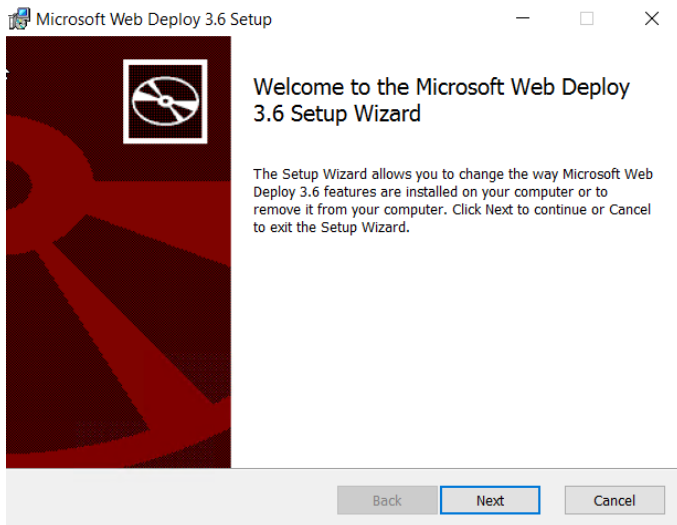 Microsoft Web Deploy 3.6 Setup
Welcome to the Microsoft Web Deploy
3.6 Setup Wizard
The Setup Wizard allows you to change the way Microsoft Web
Deploy 3.6 features are installed on your computer or to
remove it from your computer. Click Next to continue or Cancel
to exit the Setup Wizard.
Back Next Cancel